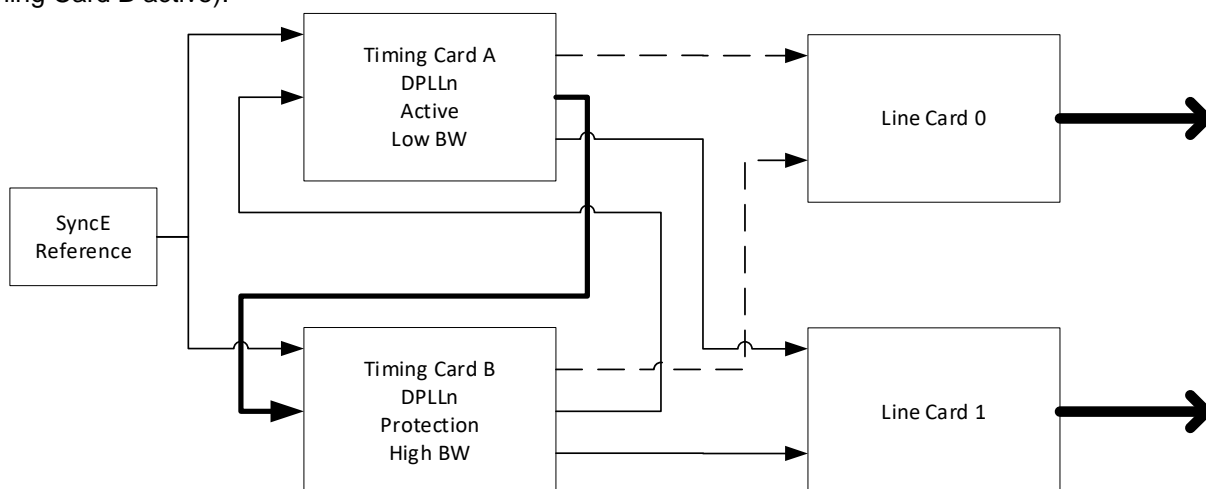 ing Card B active).
Timing Card A
DPLLn
Active
Low BW
Line Card 0
SyncE
Reference
Timing Card B
DPLLn
Protection
High BW
Line Card 1